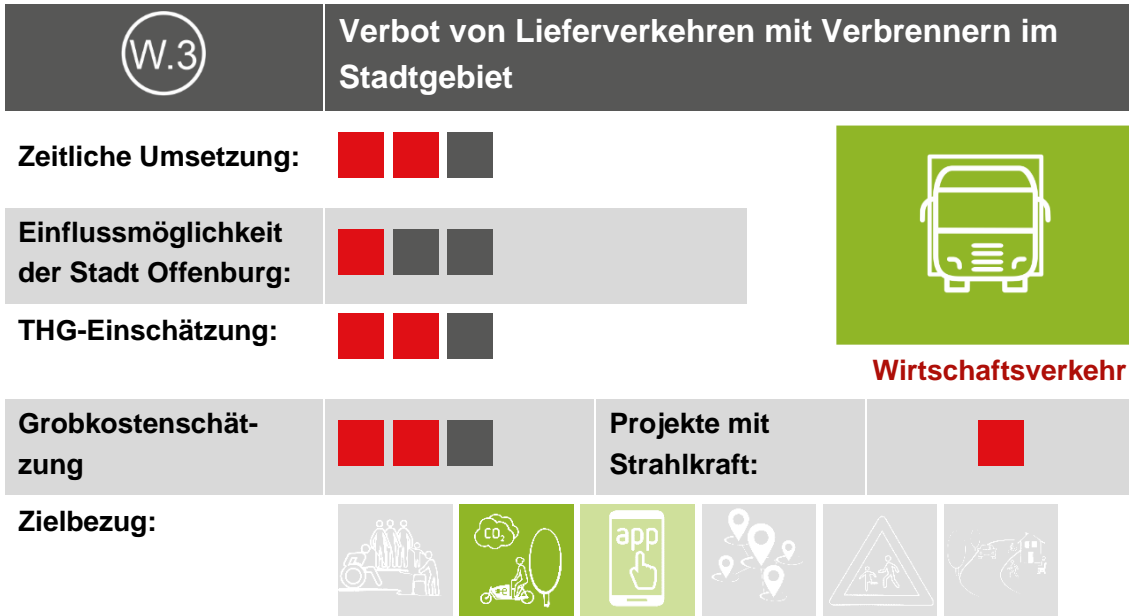 W.3
Verbot von Lieferverkehren mit Verbrennern im
Stadtgebiet
Zeitliche Umsetzung:
Einflussmöglichkeit
der Stadt Offenburg:
THG-Einschätzung:
Wirtschaftsverkehr
Grobkostenschät-
zung
Projekte mit
Strahlkraft:
Zielbezug:
CO2
app